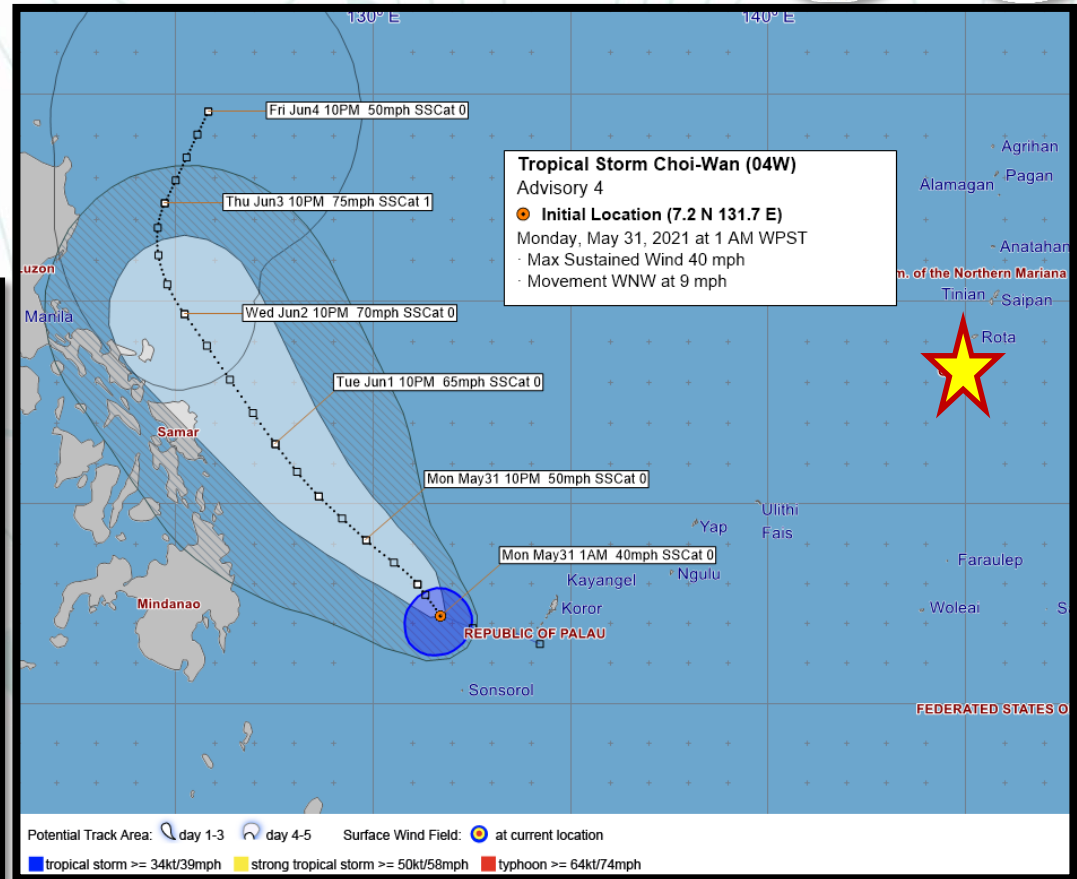 130° E
140° E
Fri Jun4 10PM 50mph SSCat 0
Thu Jun3 10PM 75mph SSCat 1
Wed Jun2 10PM 70mph SSCat 0
Tue Jun1 10PM 65mph SSCat 0
Mon May31 10PM 50mph SSCat 0
Mon May31 1AM 40mph SSCat 0
Tropical Storm Choi-Wan (04W)
Advisory 4
Initial Location (7.2 N 131.7 E)
Monday, May 31, 2021 at 1 AM WPST
· Max Sustained Wind 40 mph
· Movement WNW at 9 mph
Agrihan
Pagan
Alamagan
Anatahan
m. of the Northern Mariana
Tinian
Saipan
Rota
uzon
Manila
Samar
Mindanao
Ulithi
Yap
Fais
Ngulu
Kayangel
Koror
REPUBLIC OF PALAU
Sonsorol
Faraulep
Woleai
S
FEDERATED STATES O
Potential Track Area: day 1-3 day 4-5 Surface Wind Field: at current location
tropical storm >= 34kt/39mph strong tropical storm >= 50kt/58mph typhoon >= 64kt/74mph